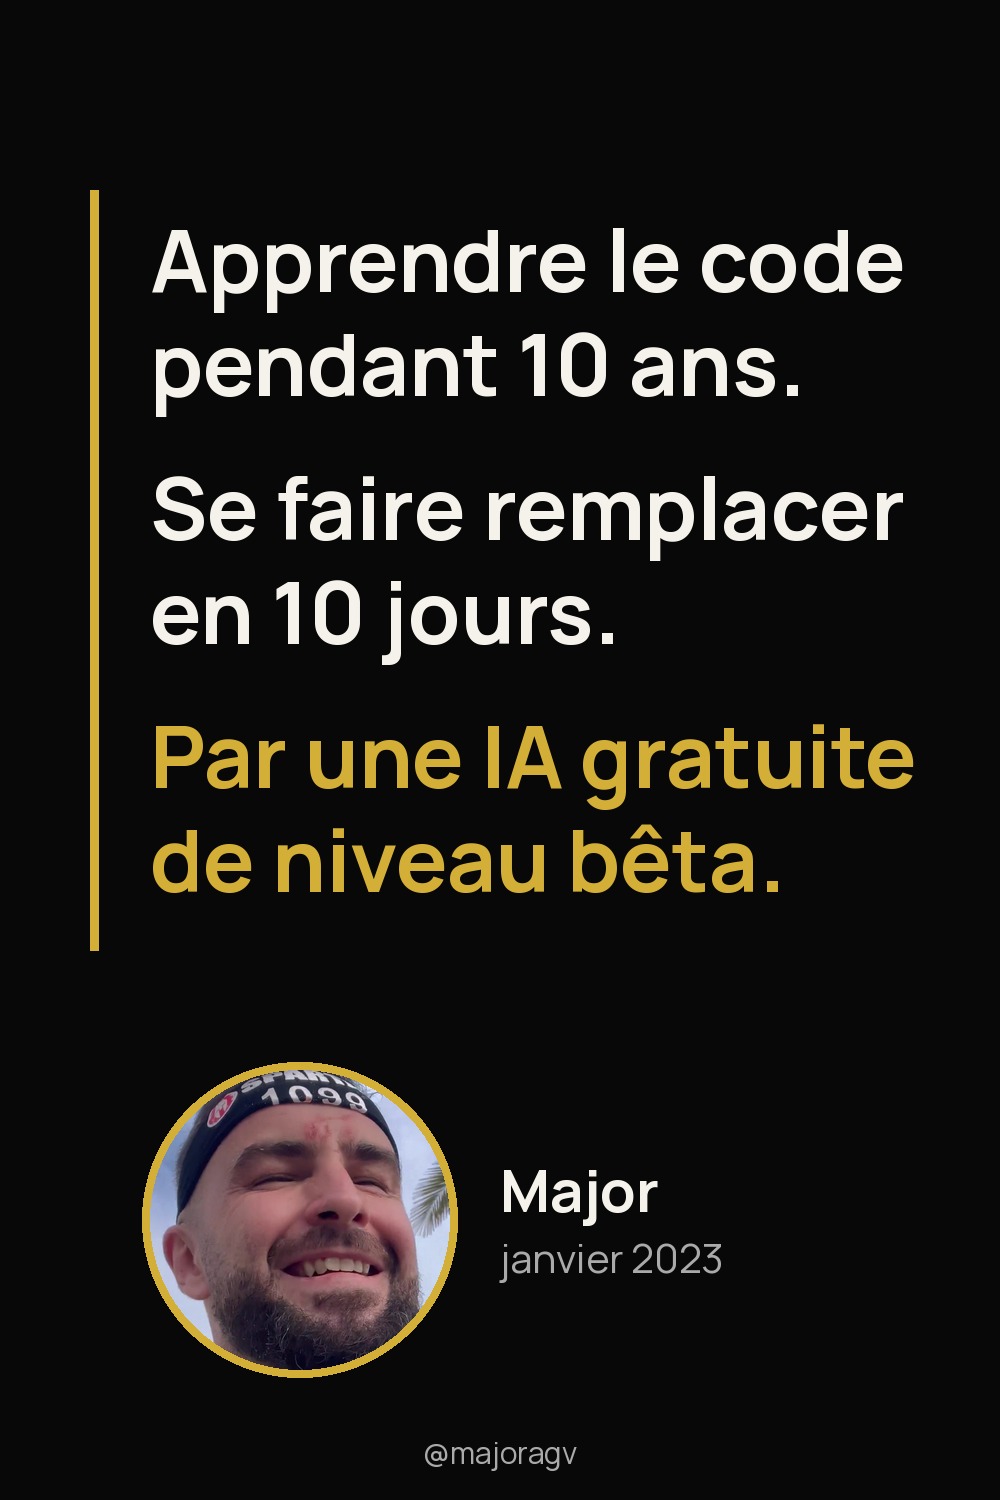 Apprendre le code
pendant 10 ans.
Se faire remplacer
en 10 jours.
Par une IA gratuite
de niveau bêta.
1099
Major
janvier 2023
@majoragv